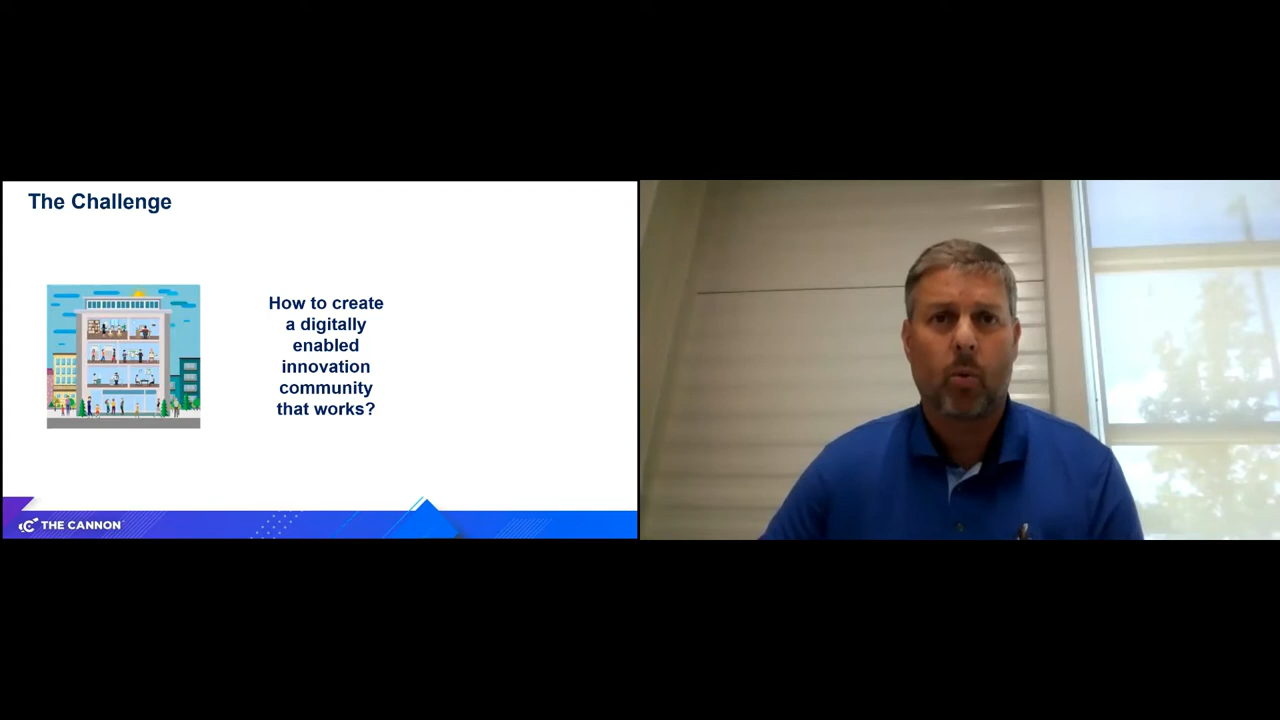 The Challenge
How to create
a digitally
enabled
innovation
community
that works?
THE CANNON